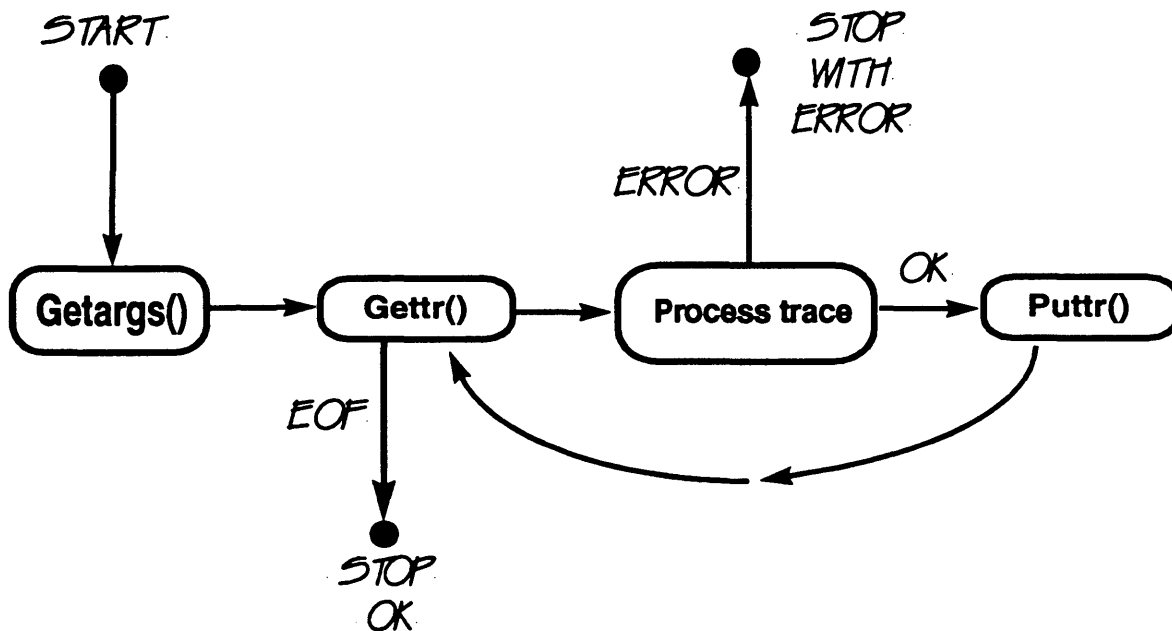 START
STOP
WITH
ERROR
ERROR
Getargs()
Gettr()
Process trace
OK
Puttr()
EOF
STOP
OK